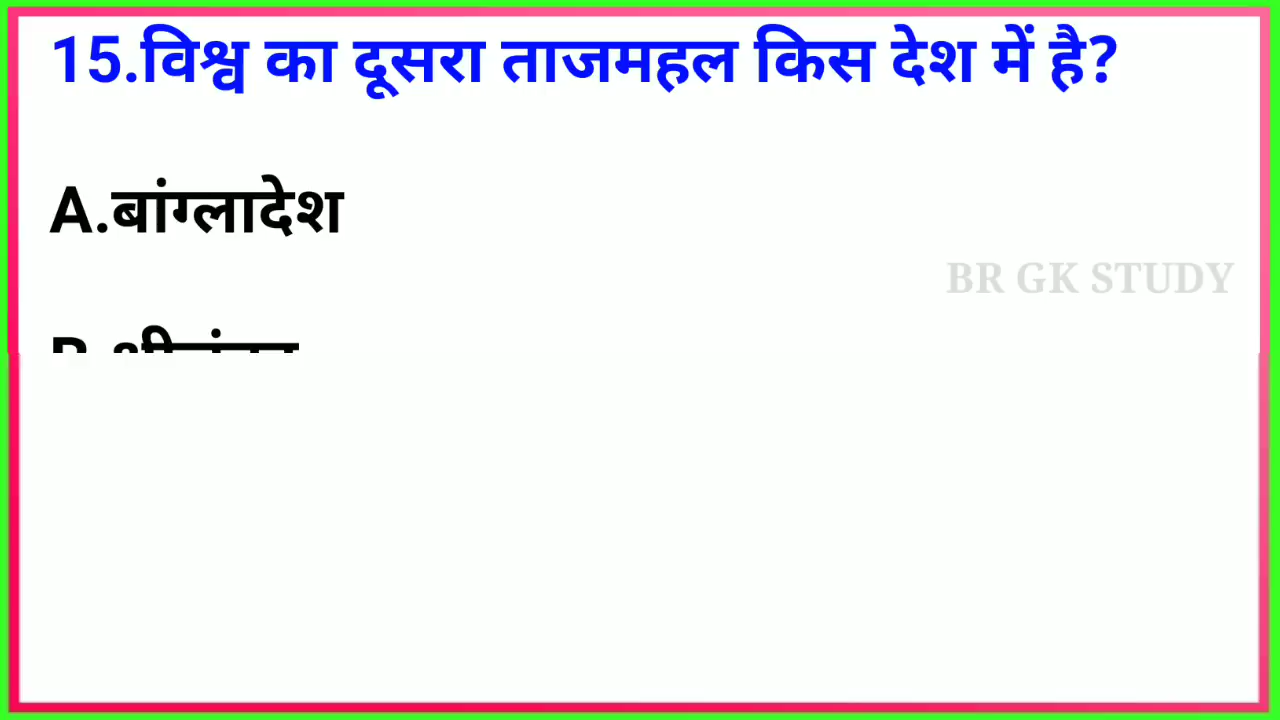 15.विश्व का दूसरा ताजमहल किस देश में है?
A.बांग्लादेश
BR GK STUDY